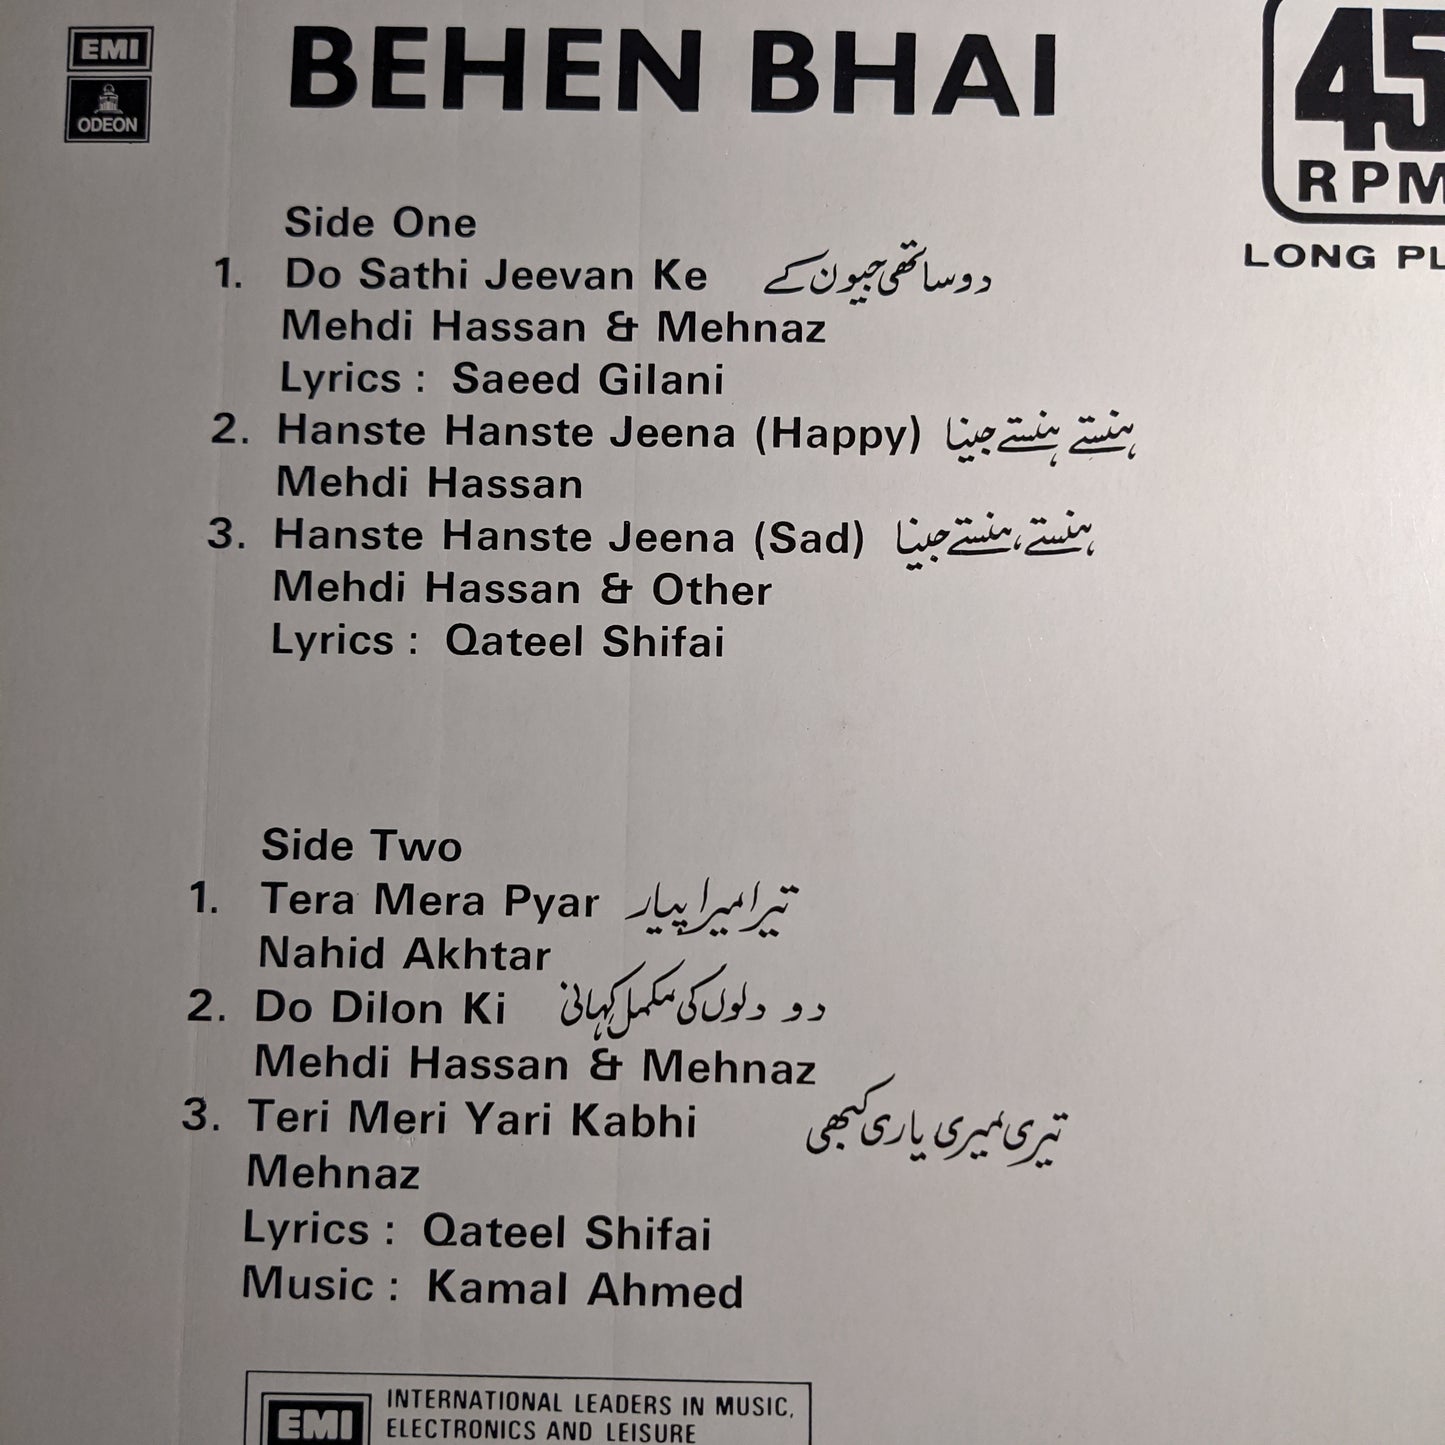 EMI
ODEON
BEHEN BHAI
45
RPM
LONG PL
Side One
1. Do Sathi Jeevan Ke دو ساتھی جیون کے
Mehdi Hassan & Mehnaz
Lyrics : Saeed Gilani
2. Hanste Hanste Jeena (Happy) ہنستے ہنستے جینا
Mehdi Hassan
3. Hanste Hanste Jeena (Sad) ہنستے ہنستے جینا
Mehdi Hassan & Other
Lyrics : Qateel Shifai
Side Two
1. Tera Mera Pyar تیرا میرا پیار
Nahid Akhtar
2. Do Dilon Ki دو دلوں کی مکمل کہانی
Mehdi Hassan & Mehnaz
3. Teri Meri Yari Kabhi تیری میری یاری کبھی
Mehnaz
Lyrics : Qateel Shifai
Music : Kamal Ahmed
EMI
INTERNATIONAL LEADERS IN MUSIC,
ELECTRONICS AND LEISURE